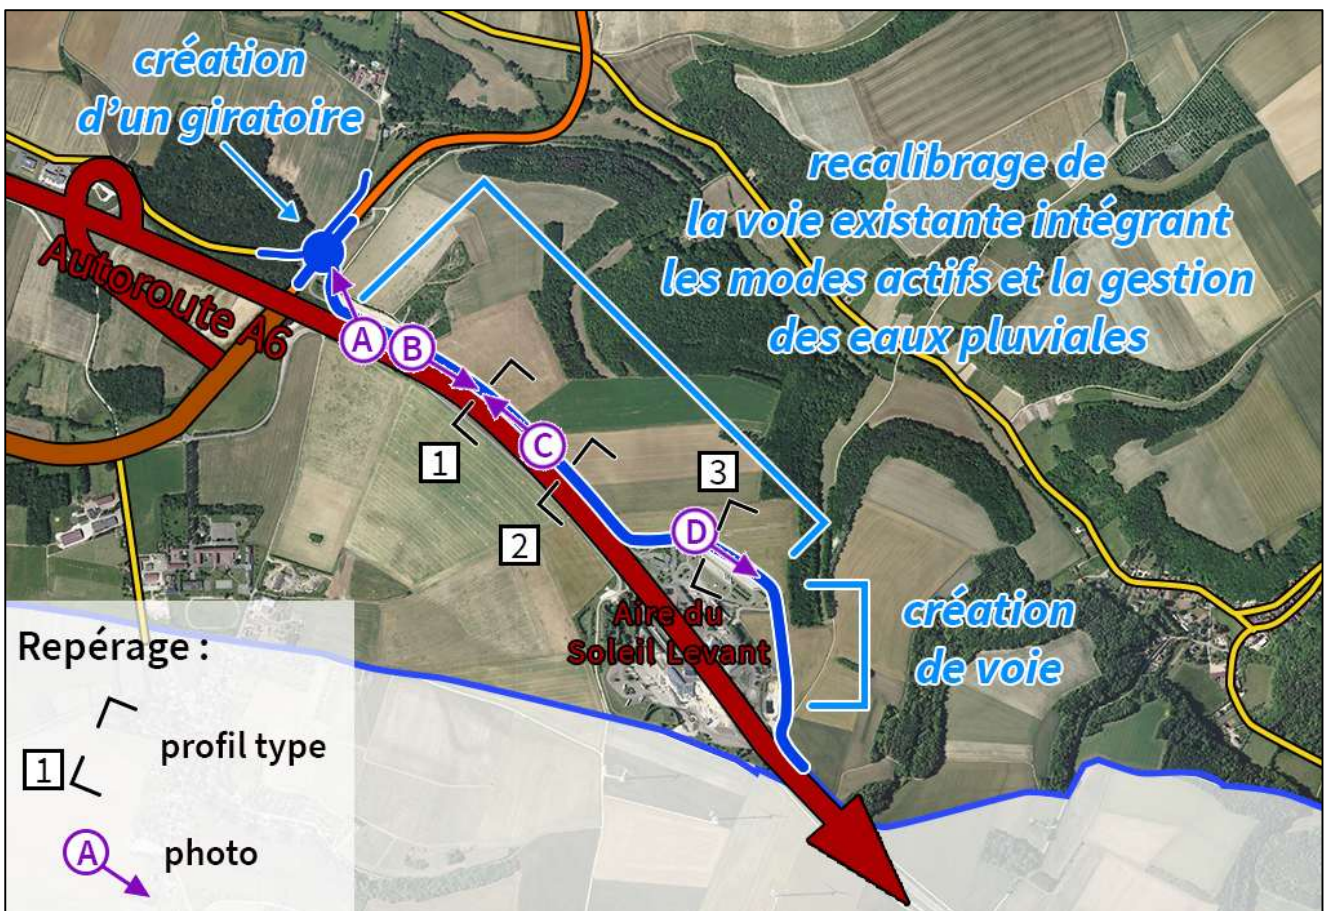 création
d’un giratoire
recalibrage de
la voie existante intégrant
les modes actifs et la gestion
des eaux pluviales
Autoroute A6
A
B
C
1
2
3
D
Aire du
Soleil Levant
création
de voie
Repérage :
1
profil type
A
photo